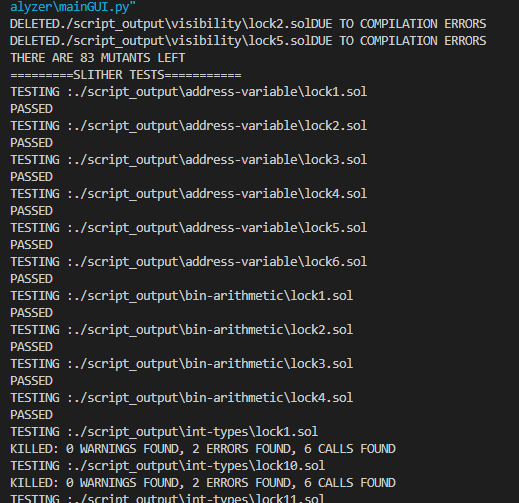 alyzer\mainGUI.py"
DELETED./script_output\visibility\lock2.solDUE TO COMPILATION ERRORS
DELETED./script_output\visibility\lock5.solDUE TO COMPILATION ERRORS
THERE ARE 83 MUTANTS LEFT
=========SLITHER TESTS===========
TESTING :./script_output\address-variable\lock1.sol
PASSED
TESTING :./script_output\address-variable\lock2.sol
PASSED
TESTING :./script_output\address-variable\lock3.sol
PASSED
TESTING :./script_output\address-variable\lock4.sol
PASSED
TESTING :./script_output\address-variable\lock5.sol
PASSED
TESTING :./script_output\address-variable\lock6.sol
PASSED
TESTING :./script_output\bin-arithmetic\lock1.sol
PASSED
TESTING :./script_output\bin-arithmetic\lock2.sol
PASSED
TESTING :./script_output\bin-arithmetic\lock3.sol
PASSED
TESTING :./script_output\bin-arithmetic\lock4.sol
PASSED
TESTING :./script_output\int-types\lock1.sol
KILLED: 0 WARNINGS FOUND, 2 ERRORS FOUND, 6 CALLS FOUND
TESTING :./script_output\int-types\lock10.sol
KILLED: 0 WARNINGS FOUND, 2 ERRORS FOUND, 6 CALLS FOUND
TESTING :./script_output\int-types\lock11.sol